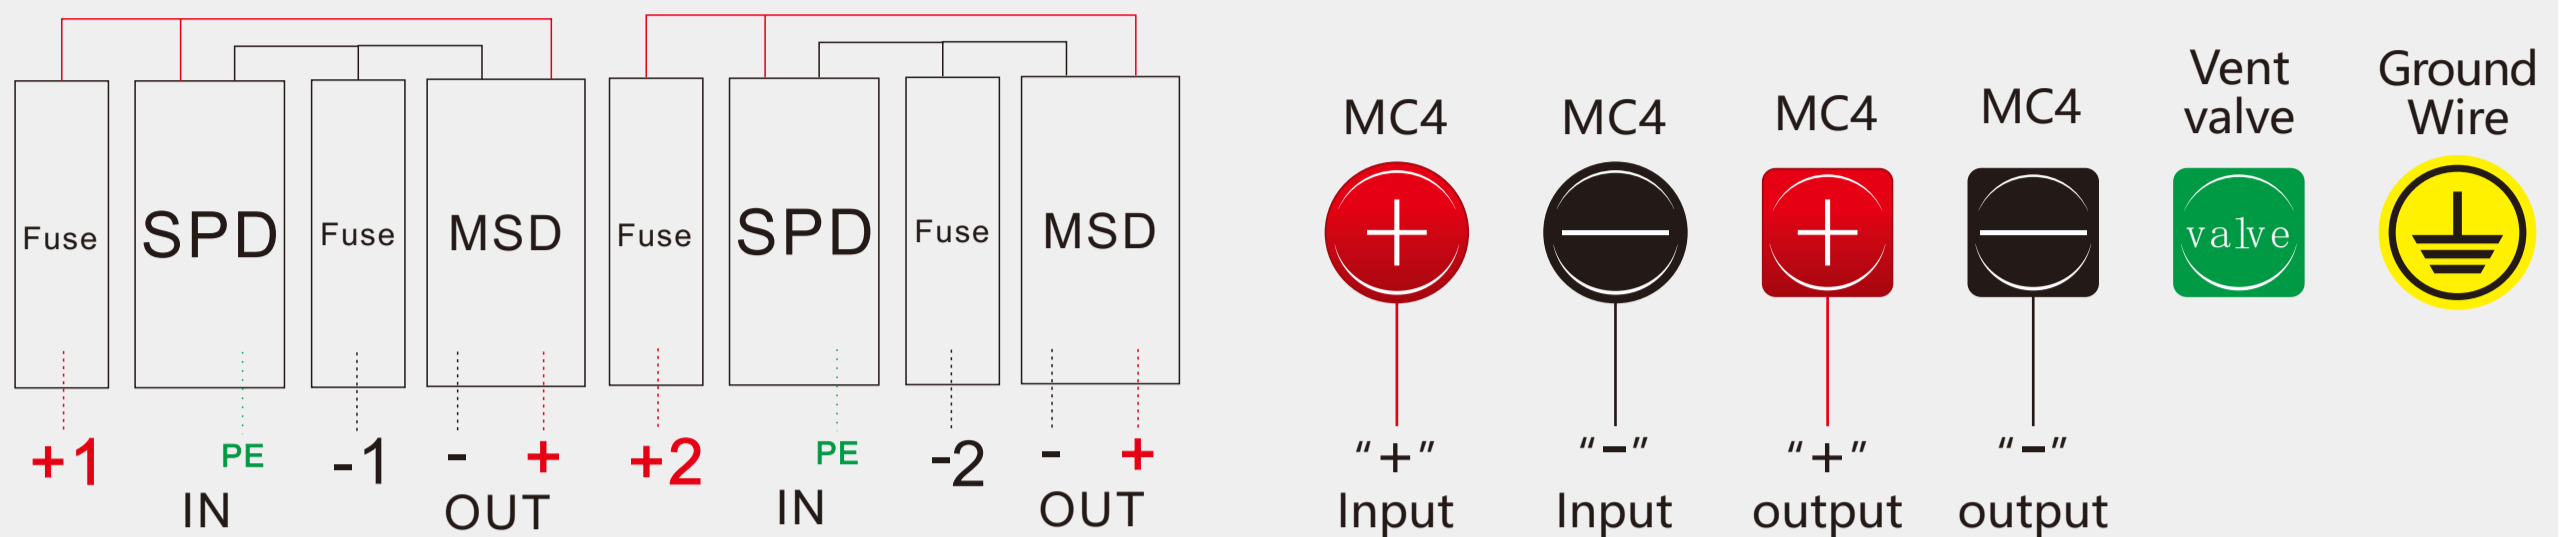 Fuse
SPD
Fuse
MSD
Fuse
SPD
Fuse
MSD
+1
PE
-1
-
+
+2
PE
-2
-
+
IN
OUT
IN
OUT
MC4
MC4
MC4
MC4
Vent
valve
Ground
Wire
valve
“+”
Input
“−”
Input
“+”
output
“−”
output